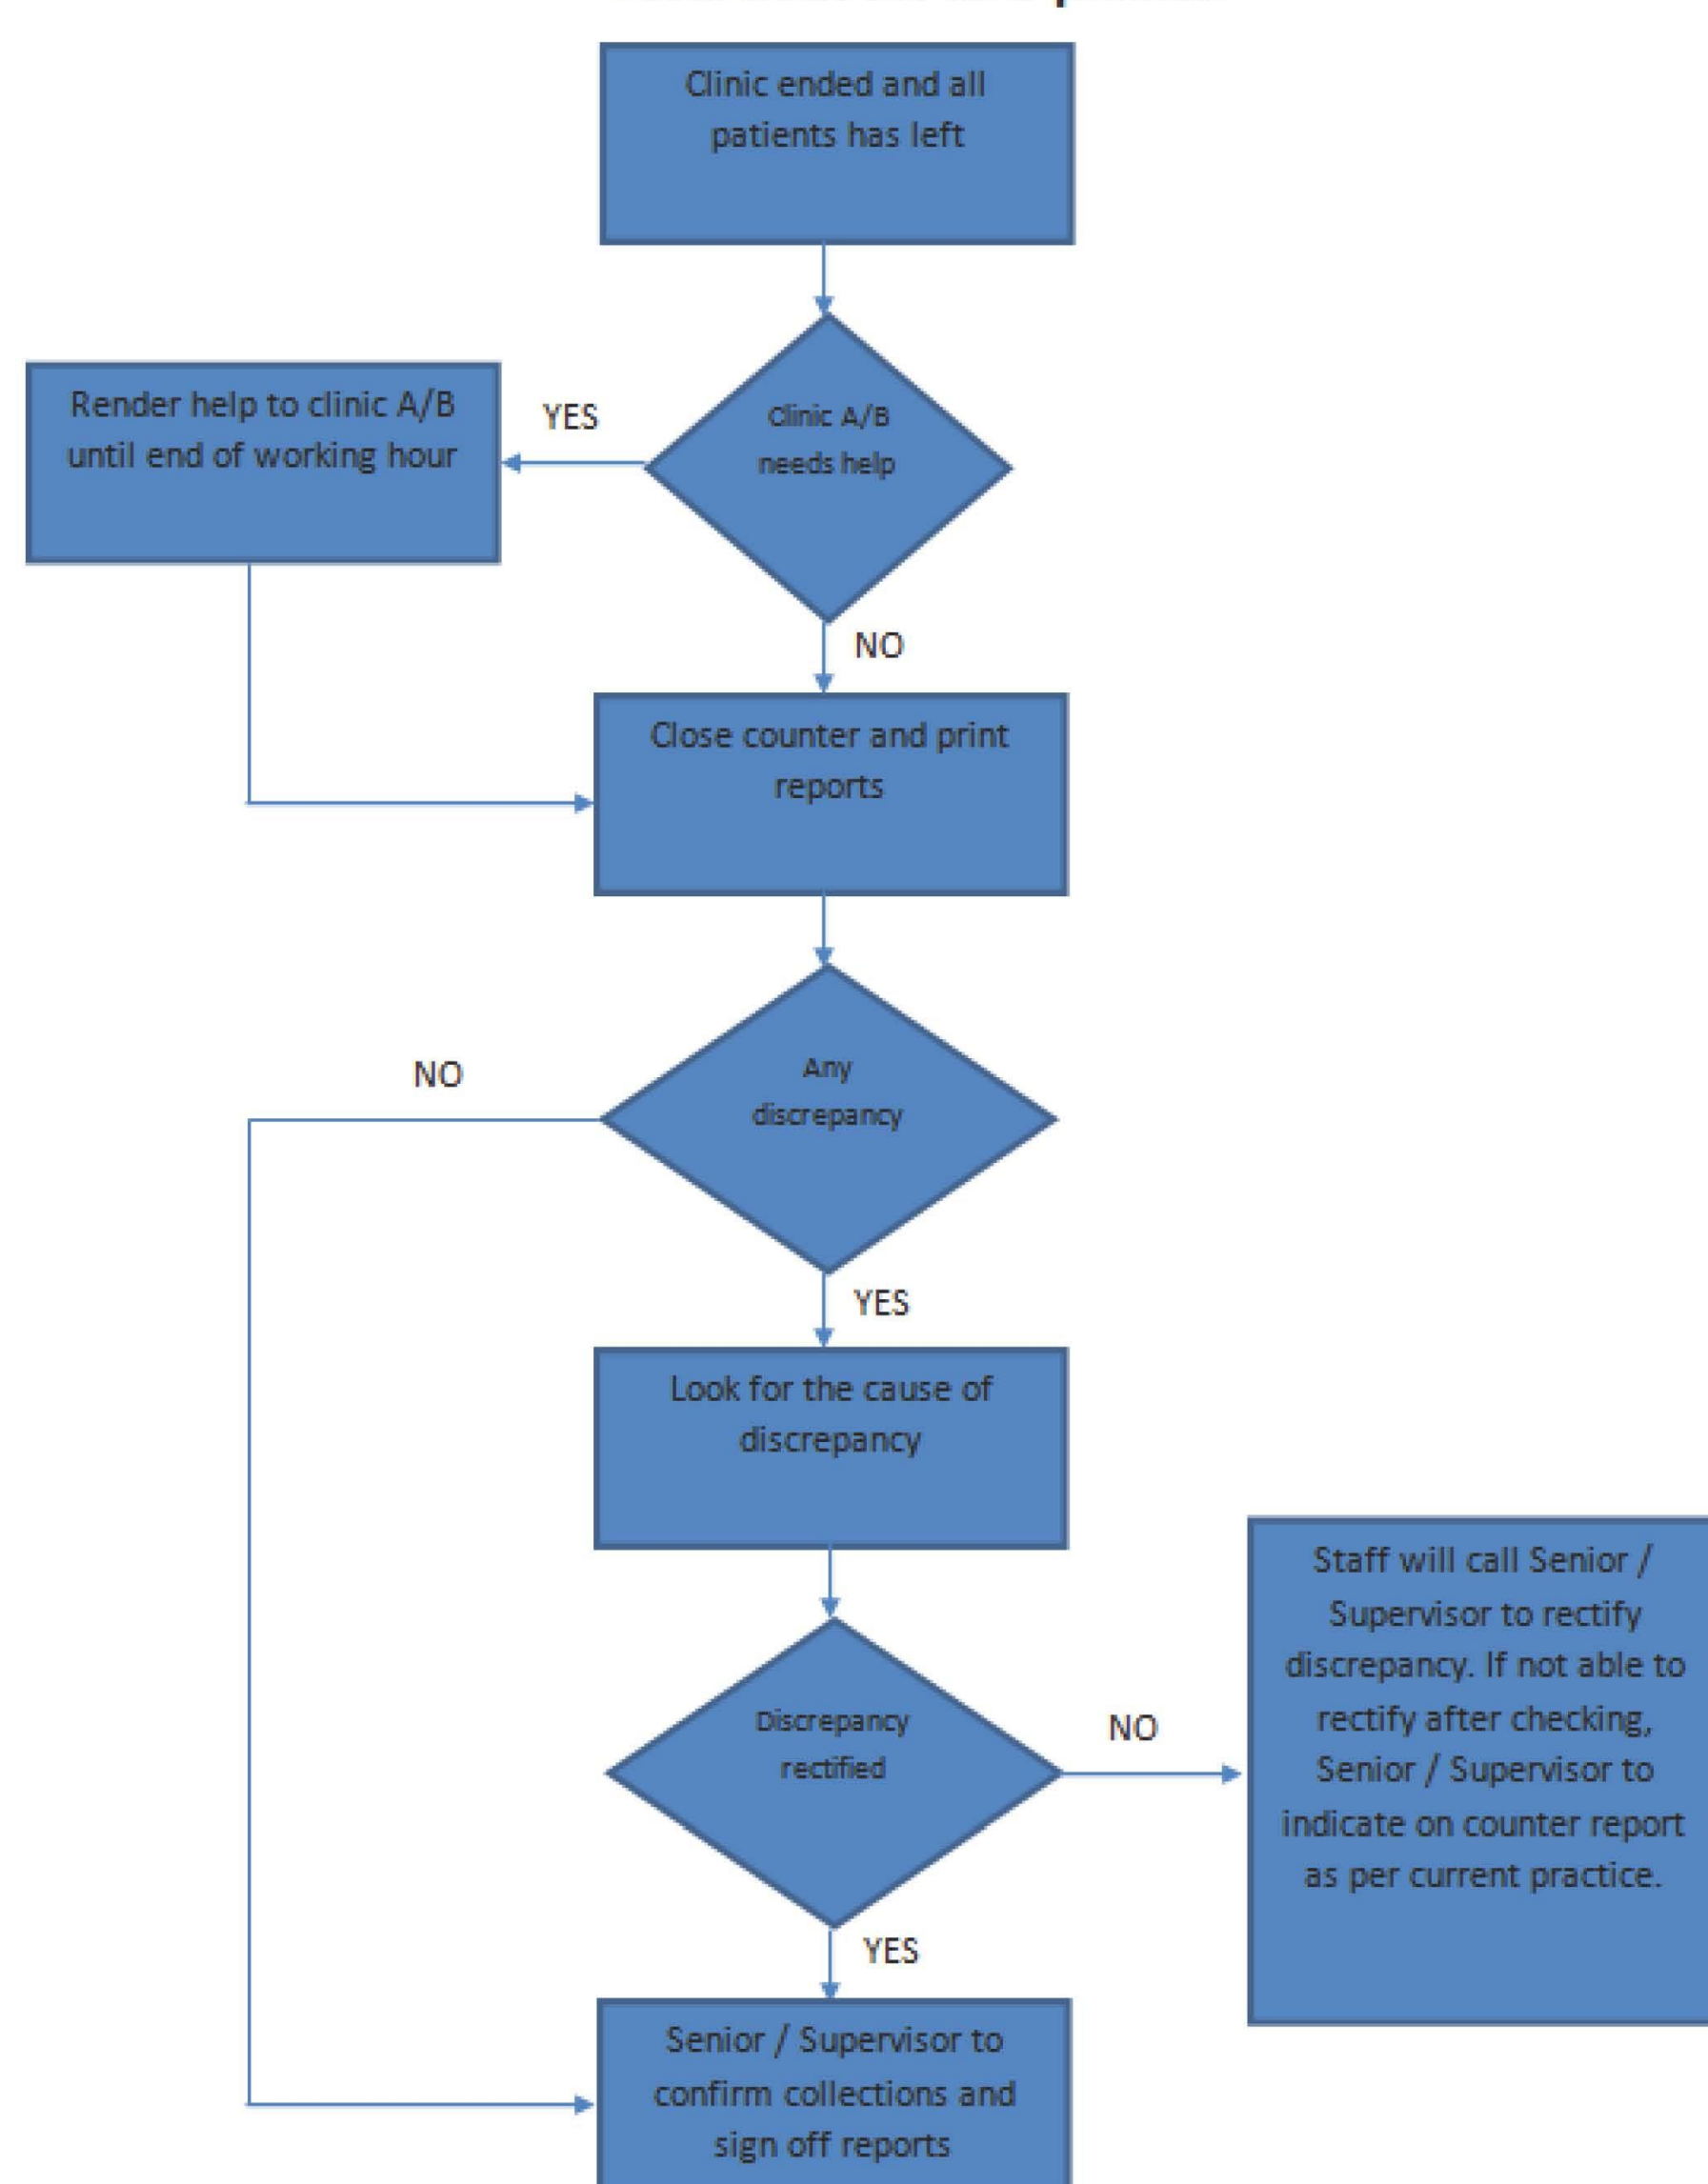 Clinic ended and all
patients has left
Clinic A/B
needs help
YES
Render help to clinic A/B
until end of working hour
NO
Close counter and print
reports
Any
discrepancy
NO
YES
Look for the cause of
discrepancy
Discrepancy
rectified
NO
Staff will call Senior /
Supervisor to rectify
discrepancy. If not able to
rectify after checking,
Senior / Supervisor to
indicate on counter report
as per current practice.
YES
Senior / Supervisor to
confirm collections and
sign off reports